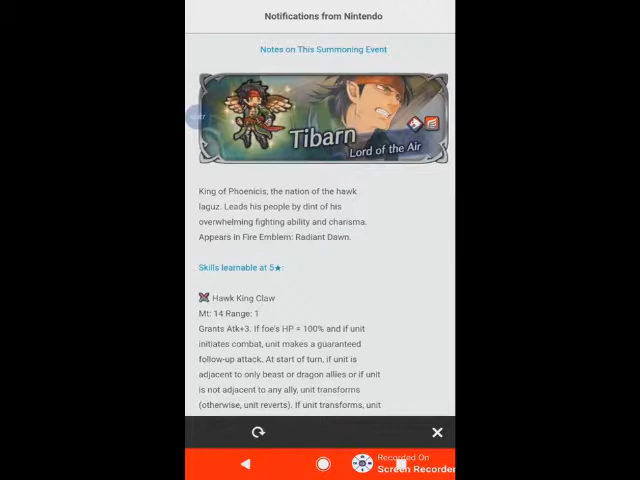 Notifications from Nintendo
Notes on This Summoning Event
Tibarn
Lord of the Air
King of Phoenicis, the nation of the hawk
laguz. Leads his people by dint of his
overwhelming fighting ability and charisma.
Appears in Fire Emblem: Radiant Dawn.
Skills learnable at 5★:
Hawk King Claw
Mt: 14 Range: 1
Grants Atk+3. If foe's HP = 100% and if unit
initiates combat, unit makes a guaranteed
follow-up attack. At start of turn, if unit is
adjacent to only beast or dragon allies or if unit
is not adjacent to any ally, unit transforms
(otherwise, unit reverts). If unit transforms, unit
Recorded On
Screen Recorder